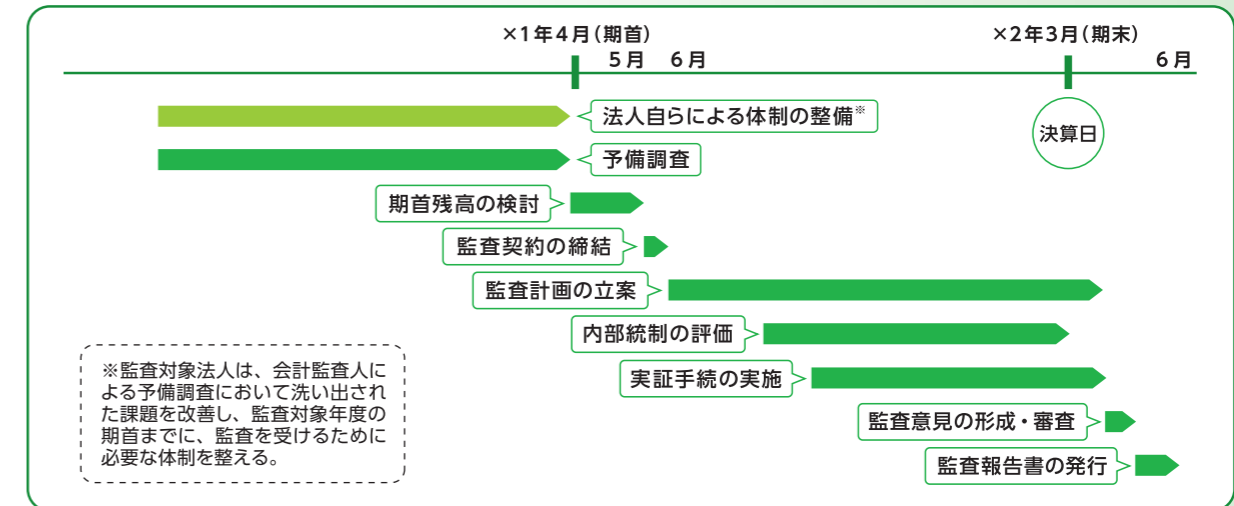 ×1年4月（期首）
×2年3月（期末）
5月 6月
6月
法人自らによる体制の整備※
決算日
予備調査
期首残高の検討
監査契約の締結
監査計画の立案
内部統制の評価
実証手続の実施
監査意見の形成・審査
監査報告書の発行
※監査対象法人は、会計監査人に
よる予備調査において洗い出され
た課題を改善し、監査対象年度の
期首までに、監査を受けるために
必要な体制を整える。